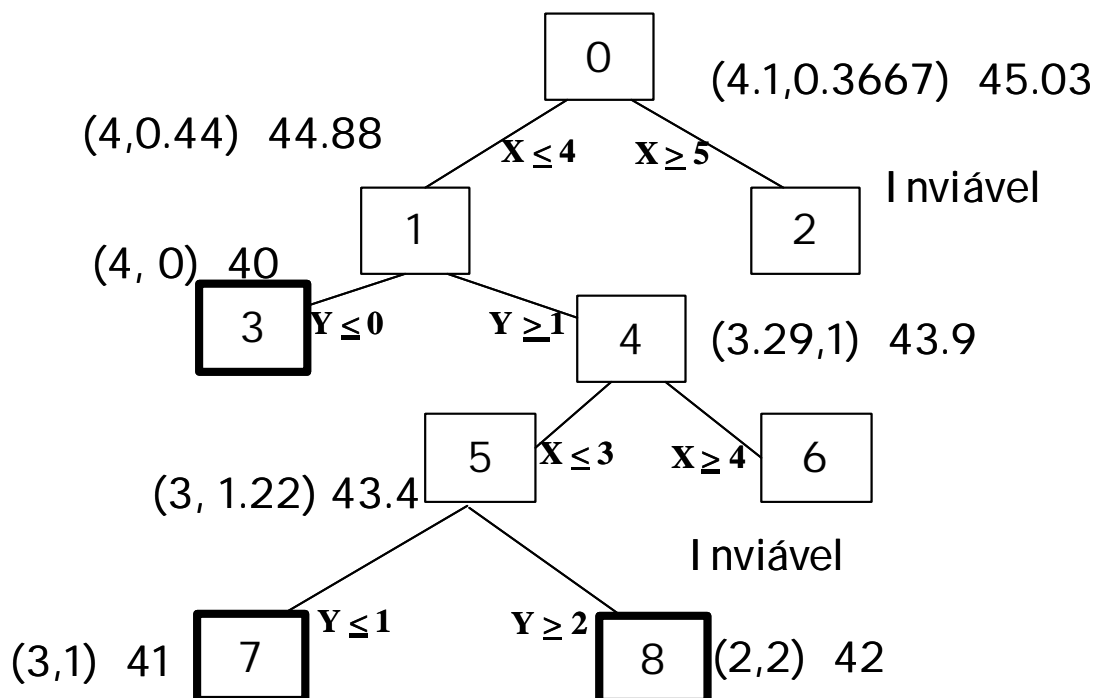 0
(4.1,0.3667) 45.03
(4,0.44) 44.88
X ≤ 4
X ≥ 5
Inviável
1
2
(4, 0) 40
3
Y ≤ 0
Y ≥ 1
4
(3.29,1) 43.9
5
X ≤ 3
X ≥ 4
6
(3, 1.22) 43.4
Inviável
Y ≤ 1
Y ≥ 2
(3,1) 41
7
8
(2,2) 42